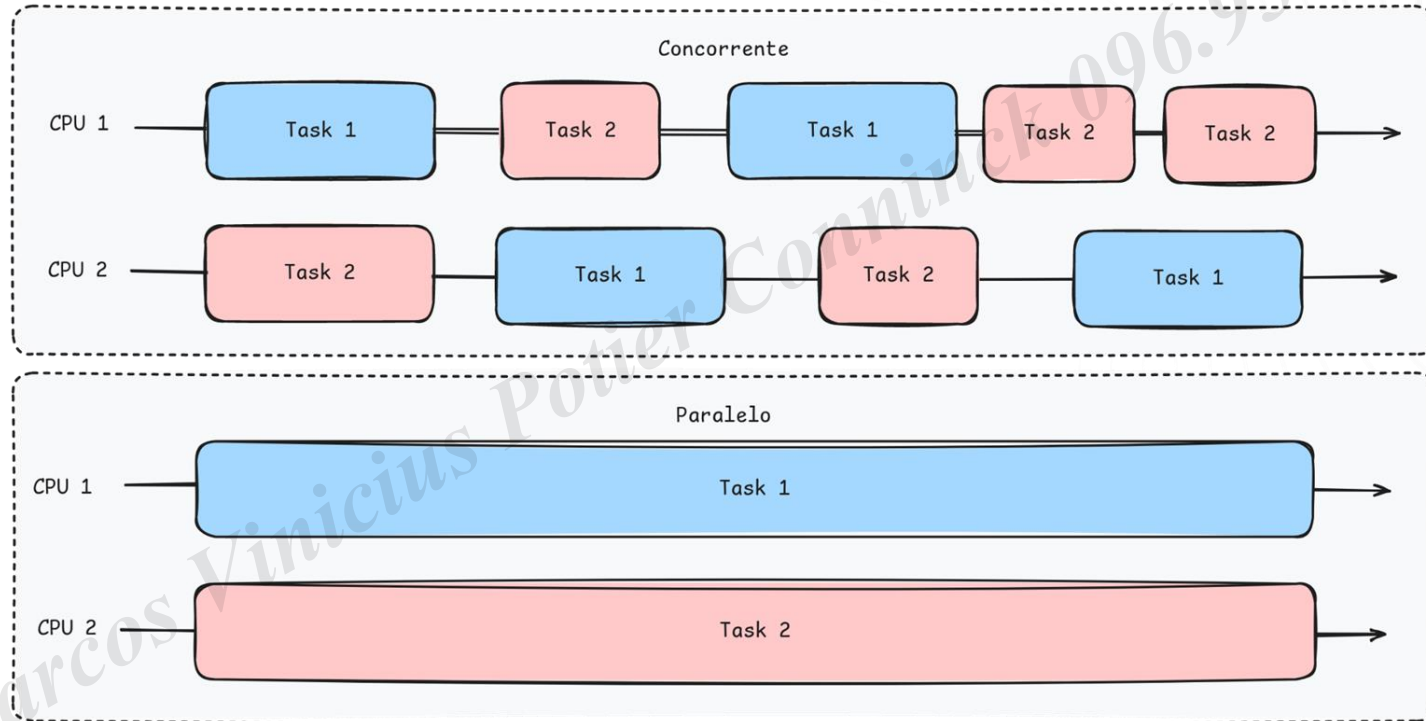 Concorrente
CPU 1
Task 1
Task 2
Task 1
Task 2
Task 2
CPU 2
Task 2
Task 1
Task 2
Task 1
Paralelo
CPU 1
Task 1
CPU 2
Task 2
arcos Vinicius Potier Conninck 096.95